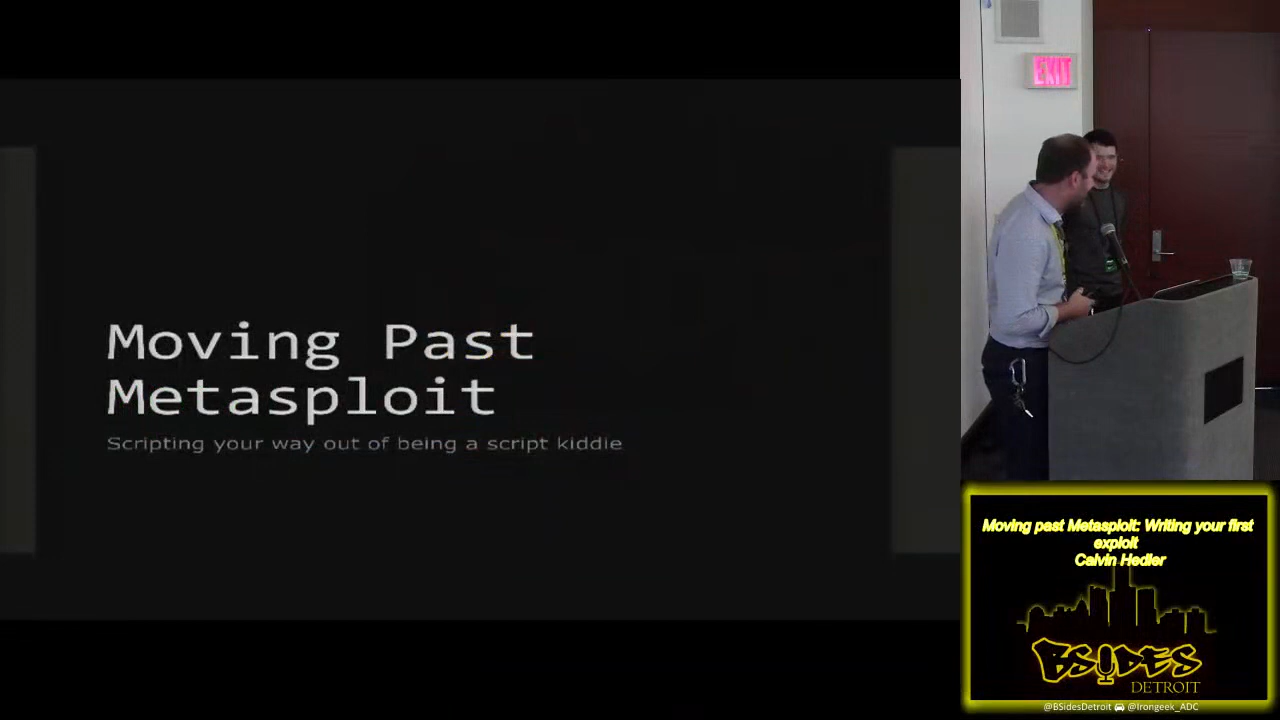 Moving Past
Metasploit
Scripting your way out of being a script kiddie
EXIT
Moving past Metasploit: Writing your first
exploit
Calvin Hedler
BSIDES
DETROIT
@BSidesDetroit @Irongeek_ADC